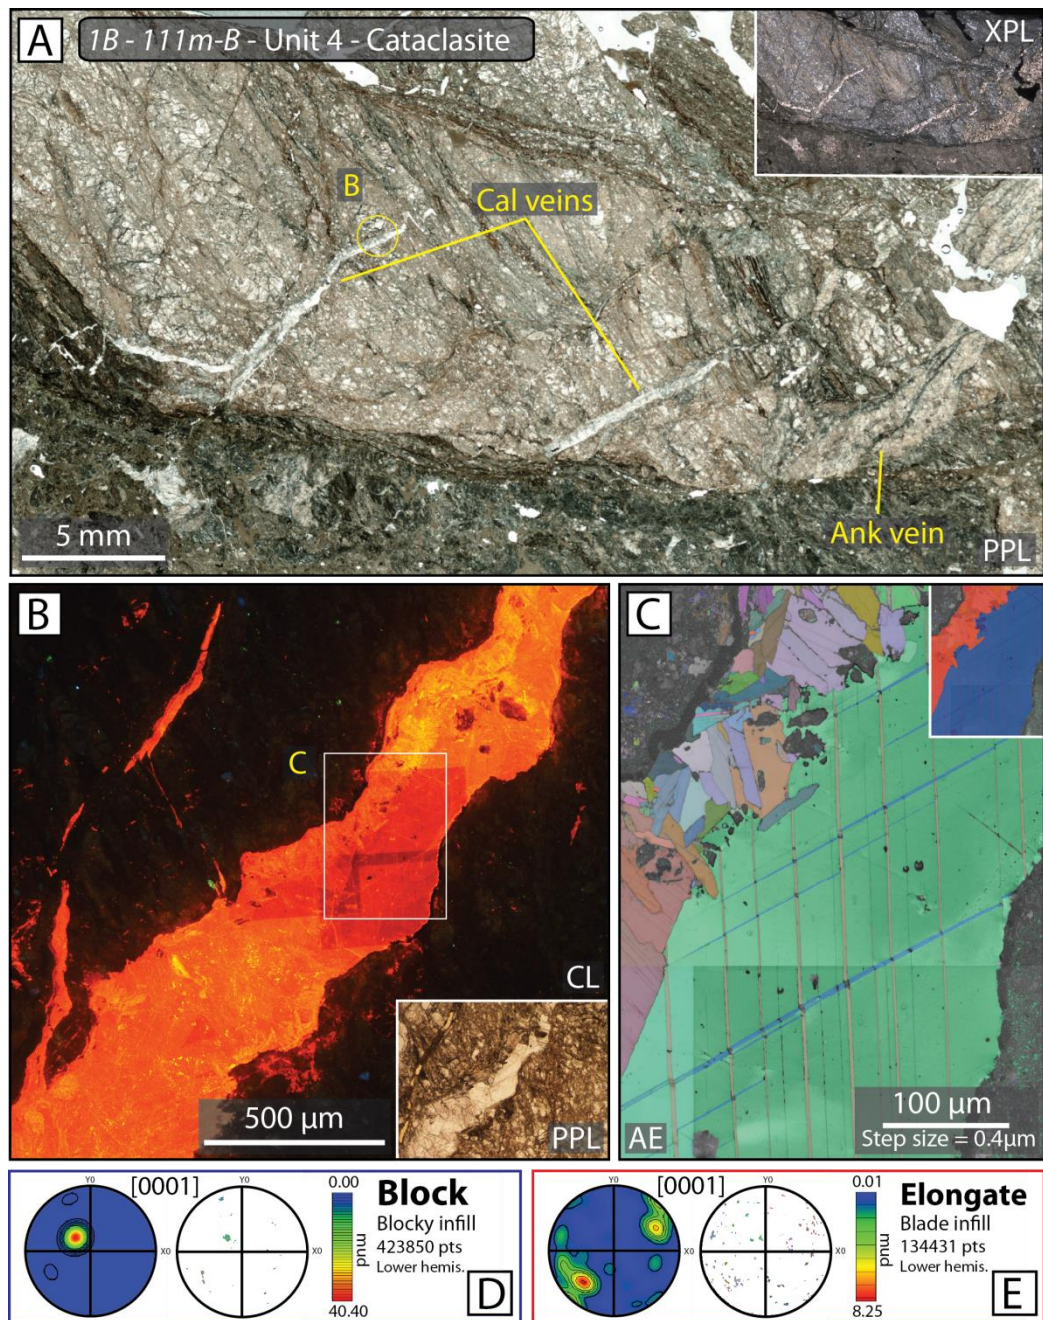 A
1B - 111m-B - Unit 4 - Cataclasite
XPL
B
Cal veins
Ank vein
5 mm
PPL
B
C
CL
500 µm
PPL
C
100 µm
AE
Step size = 0.4µm
Y0
[0001]
X0
Y0
X0
0.00
mud
40.40
Block
Blocky infill
423850 pts
Lower hemis.
D
Y0
[0001]
X0
Y0
X0
0.01
mud
8.25
Elongate
Blade infill
134431 pts
Lower hemis.
E